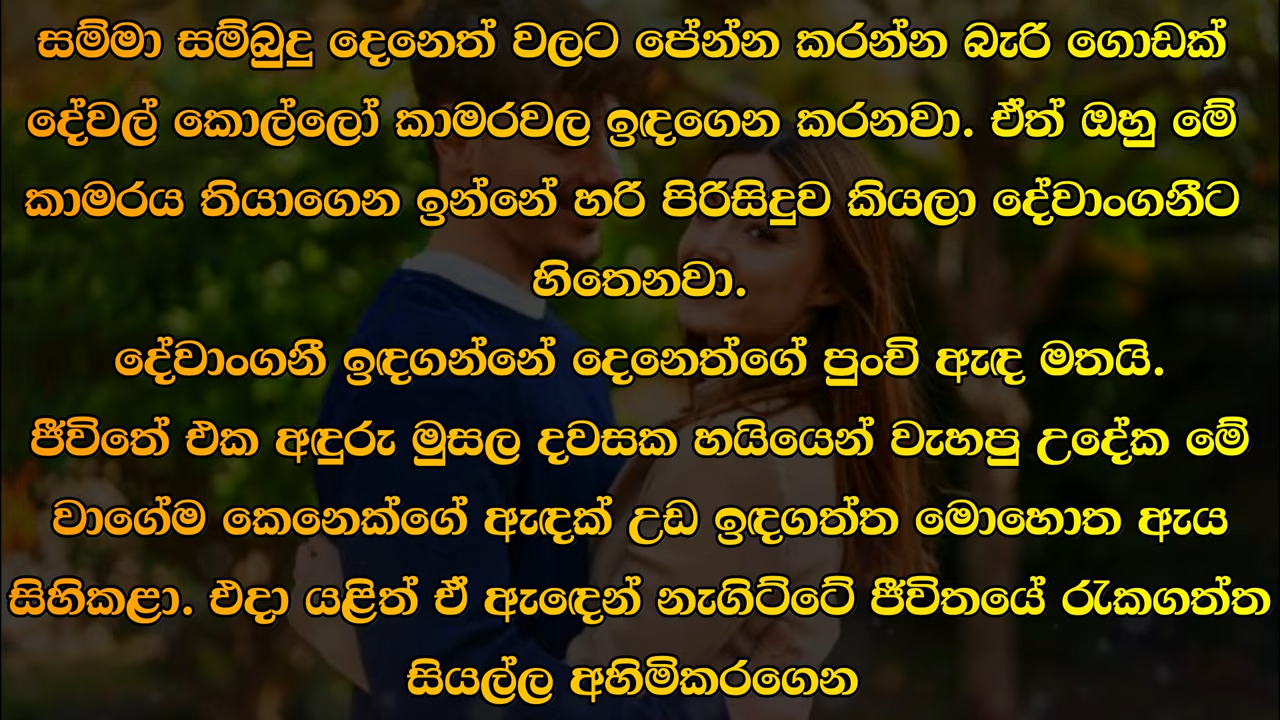 සම්මා සම්බුදු දෙනෙත් වලට පේන්න කරන්න බැරි ගොඩක්
දේවල් කොල්ලෝ කාමරවල ඉඳගෙන කරනවා. ඒත් ඔහු මේ
කාමරය තියාගෙන ඉන්නේ හරි පිරිසිදුව කියලා දේවාංගනීට
හිතෙනවා.
දේවාංගනී ඉඳගන්නේ දෙනෙත්ගේ පුංචි ඇඳ මතයි.
ජීවිතේ එක අඳුරු මුසල දවසක හයියෙන් වැහපු උදේක මේ
වාගේම කෙනෙක්ගේ ඇඳක් උඩ ඉඳගත්ත මොහොත ඇය
සිහිකළා. එදා යළිත් ඒ ඇඳෙන් නැගිට්ටේ ජීවිතයේ රැකගත්ත
සියල්ල අහිමිකරගෙන